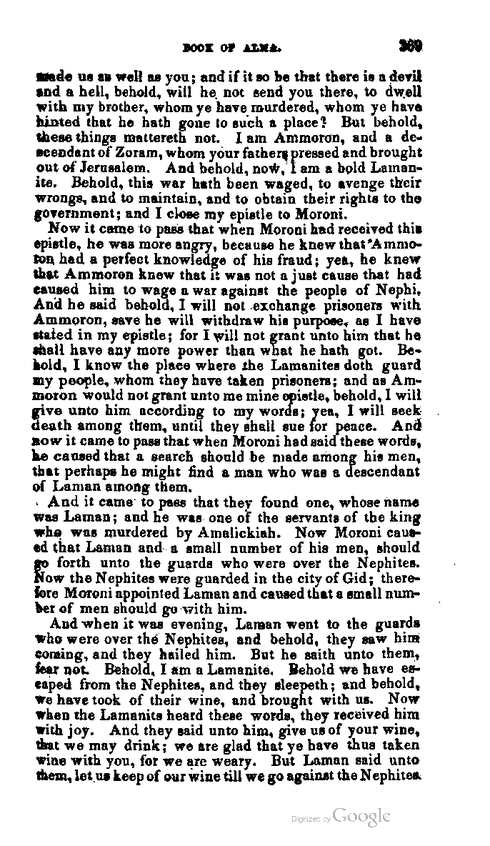 BOOK OF ALMA. 369
made us as well as you; and if it so be that there is a devil
and a hell, behold, will he not send you there, to dwell
with my brother, whom ye have murdered, whom ye have
hinted that he hath gone to such a place? But behold,
these things mattereth not. I am Ammoron, and a de-
scendant of Zoram, whom your fathers pressed and brought
out of Jerusalem. And behold, now, I am a bold Laman-
ite. Behold, this war hath been waged, to avenge their
wrongs, and to maintain, and to obtain their rights to the
government; and I close my epistle to Moroni.
Now it came to pass that when Moroni had received this
epistle, he was more angry, because he knew that Ammo-
ron had a perfect knowledge of his fraud; yea, he knew
that Ammoron knew that it was not a just cause that had
caused him to wage a war against the people of Nephi,
And he said behold, I will not exchange prisoners with
Ammoron, save he will withdraw his purpose, as I have
stated in my epistle; for I will not grant unto him that he
shall have any more power than what he hath got. Be-
hold, I know the place where the Lamanites doth guard
my people, whom they have taken prisoners; and as Am-
moron would not grant unto me mine epistle, behold, I will
give unto him according to my words; yea, I will seek
death among them, until they shall sue for peace. And
now it came to pass that when Moroni had said these words,
he caused that a search should be made among his men,
that perhaps he might find a man who was a descendant
of Laman among them.
And it came to pass that they found one, whose name
was Laman; and he was one of the servants of the king
who was murdered by Amalickiah. Now Moroni caus-
ed that Laman and a small number of his men, should
go forth unto the guards who were over the Nephites.
Now the Nephites were guarded in the city of Gid; there-
fore Moroni appointed Laman and caused that a small num-
ber of men should go with him.
And when it was evening, Laman went to the guards
who were over the Nephites, and behold, they saw him
coming, and they hailed him. But he saith unto them,
fear not. Behold, I am a Lamanite. Behold we have es-
caped from the Nephites, and they sleepeth; and behold,
we have took of their wine, and brought with us. Now
when the Lamanits heard these words, they received him
with joy. And they said unto him, give us of your wine,
that we may drink; we are glad that ye have thus taken
wine with you, for we are weary. But Laman said unto
them, let us keep of our wine till we go against the Nephites
Digitized by Google